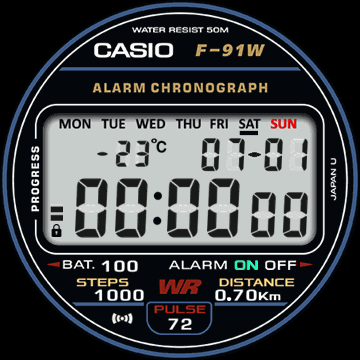 WATER RESIST 50M
CASIO F-91W
ALARM CHRONOGRAPH
MON TUE WED THU FRI SAT SUN
-23°C 07-01
PROGRESS
JAPAN U
00:00 00
BAT. 100 ALARM ON OFF
STEPS WR DISTANCE
1000 0.70Km
PULSE
72